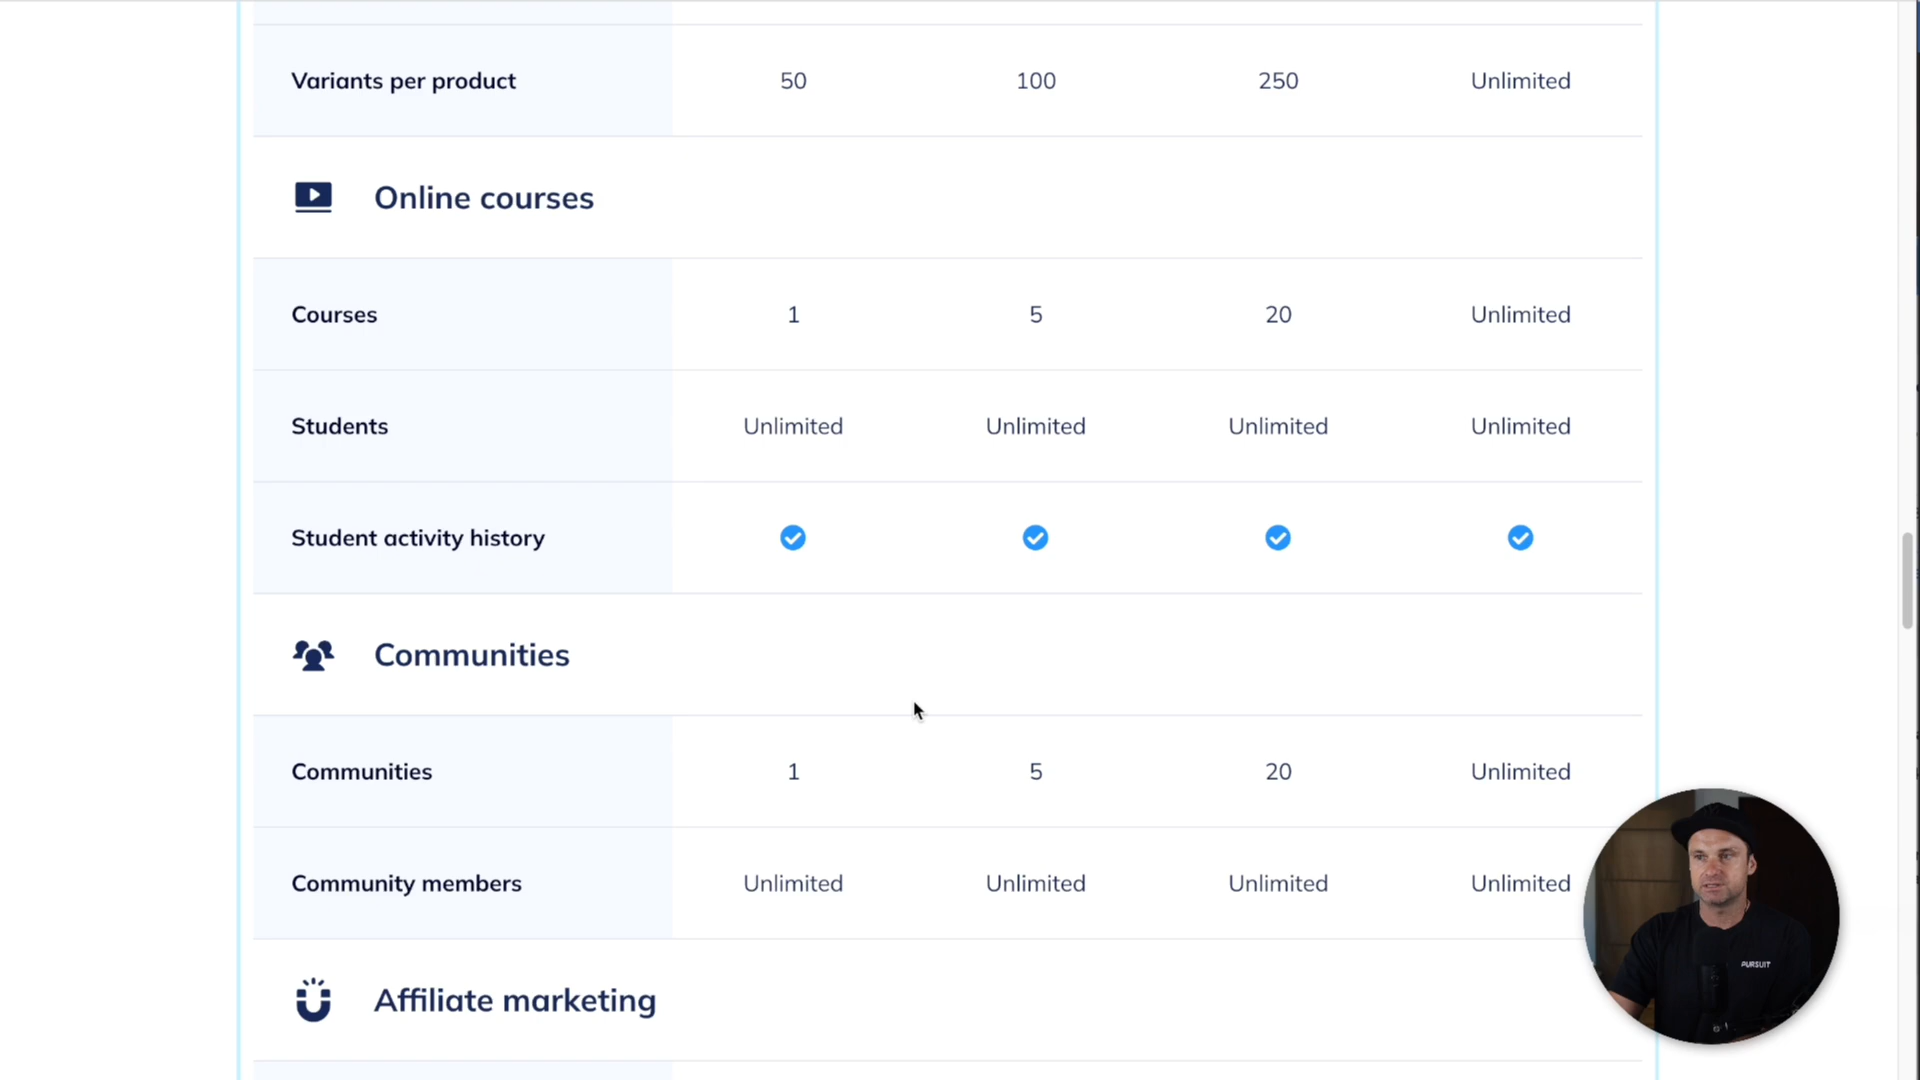 Variants per product 50 100 250 Unlimited
Online courses
Courses 1 5 20 Unlimited
Students Unlimited Unlimited Unlimited Unlimited
Student activity history
Communities
Communities 1 5 20 Unlimited
Community members Unlimited Unlimited Unlimited Unlimited
PURSUIT
Affiliate marketing